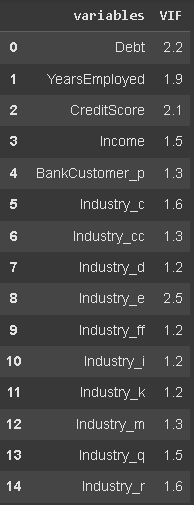 variables VIF
0 Debt 2.2
1 YearsEmployed 1.9
2 CreditScore 2.1
3 Income 1.5
4 BankCustomer_p 1.3
5 Industry_c 1.6
6 Industry_cc 1.3
7 Industry_d 1.2
8 Industry_e 2.5
9 Industry_ff 1.2
10 Industry_i 1.2
11 Industry_k 1.2
12 Industry_m 1.3
13 Industry_q 1.5
14 Industry_r 1.6